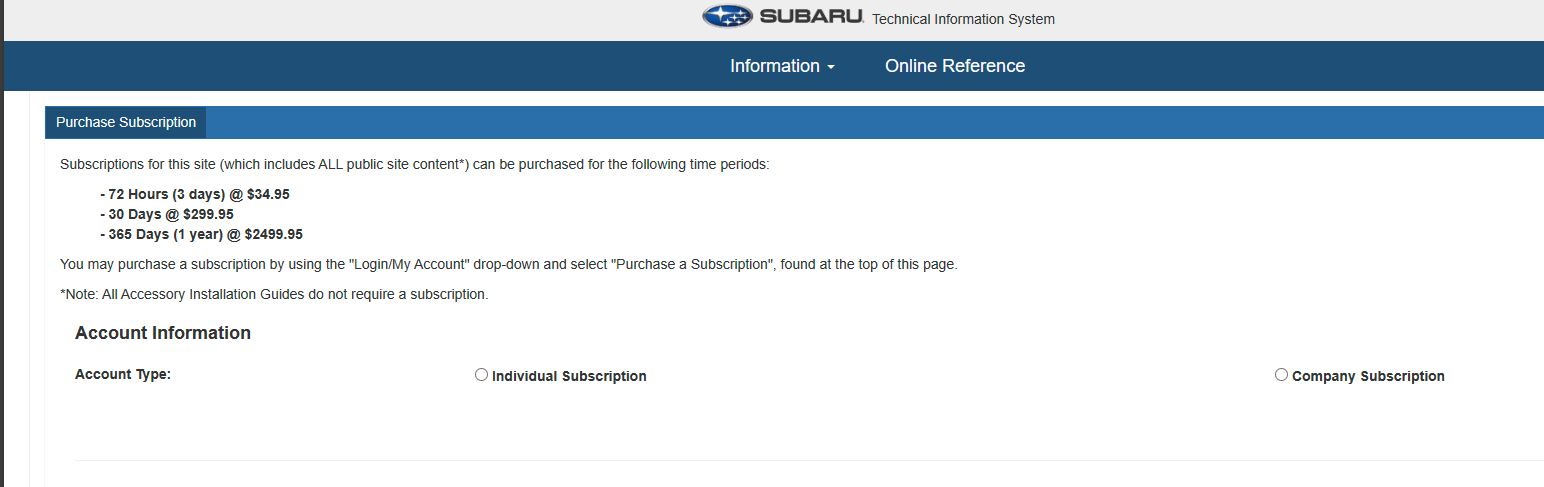 SUBARU. Technical Information System
Information Online Reference
Purchase Subscription
Subscriptions for this site (which includes ALL public site content*) can be purchased for the following time periods:
- 72 Hours (3 days) @ $34.95
- 30 Days @ $299.95
- 365 Days (1 year) @ $2499.95
You may purchase a subscription by using the "Login/My Account" drop-down and select "Purchase a Subscription", found at the top of this page.
*Note: All Accessory Installation Guides do not require a subscription.
Account Information
Account Type: Individual Subscription Company Subscription